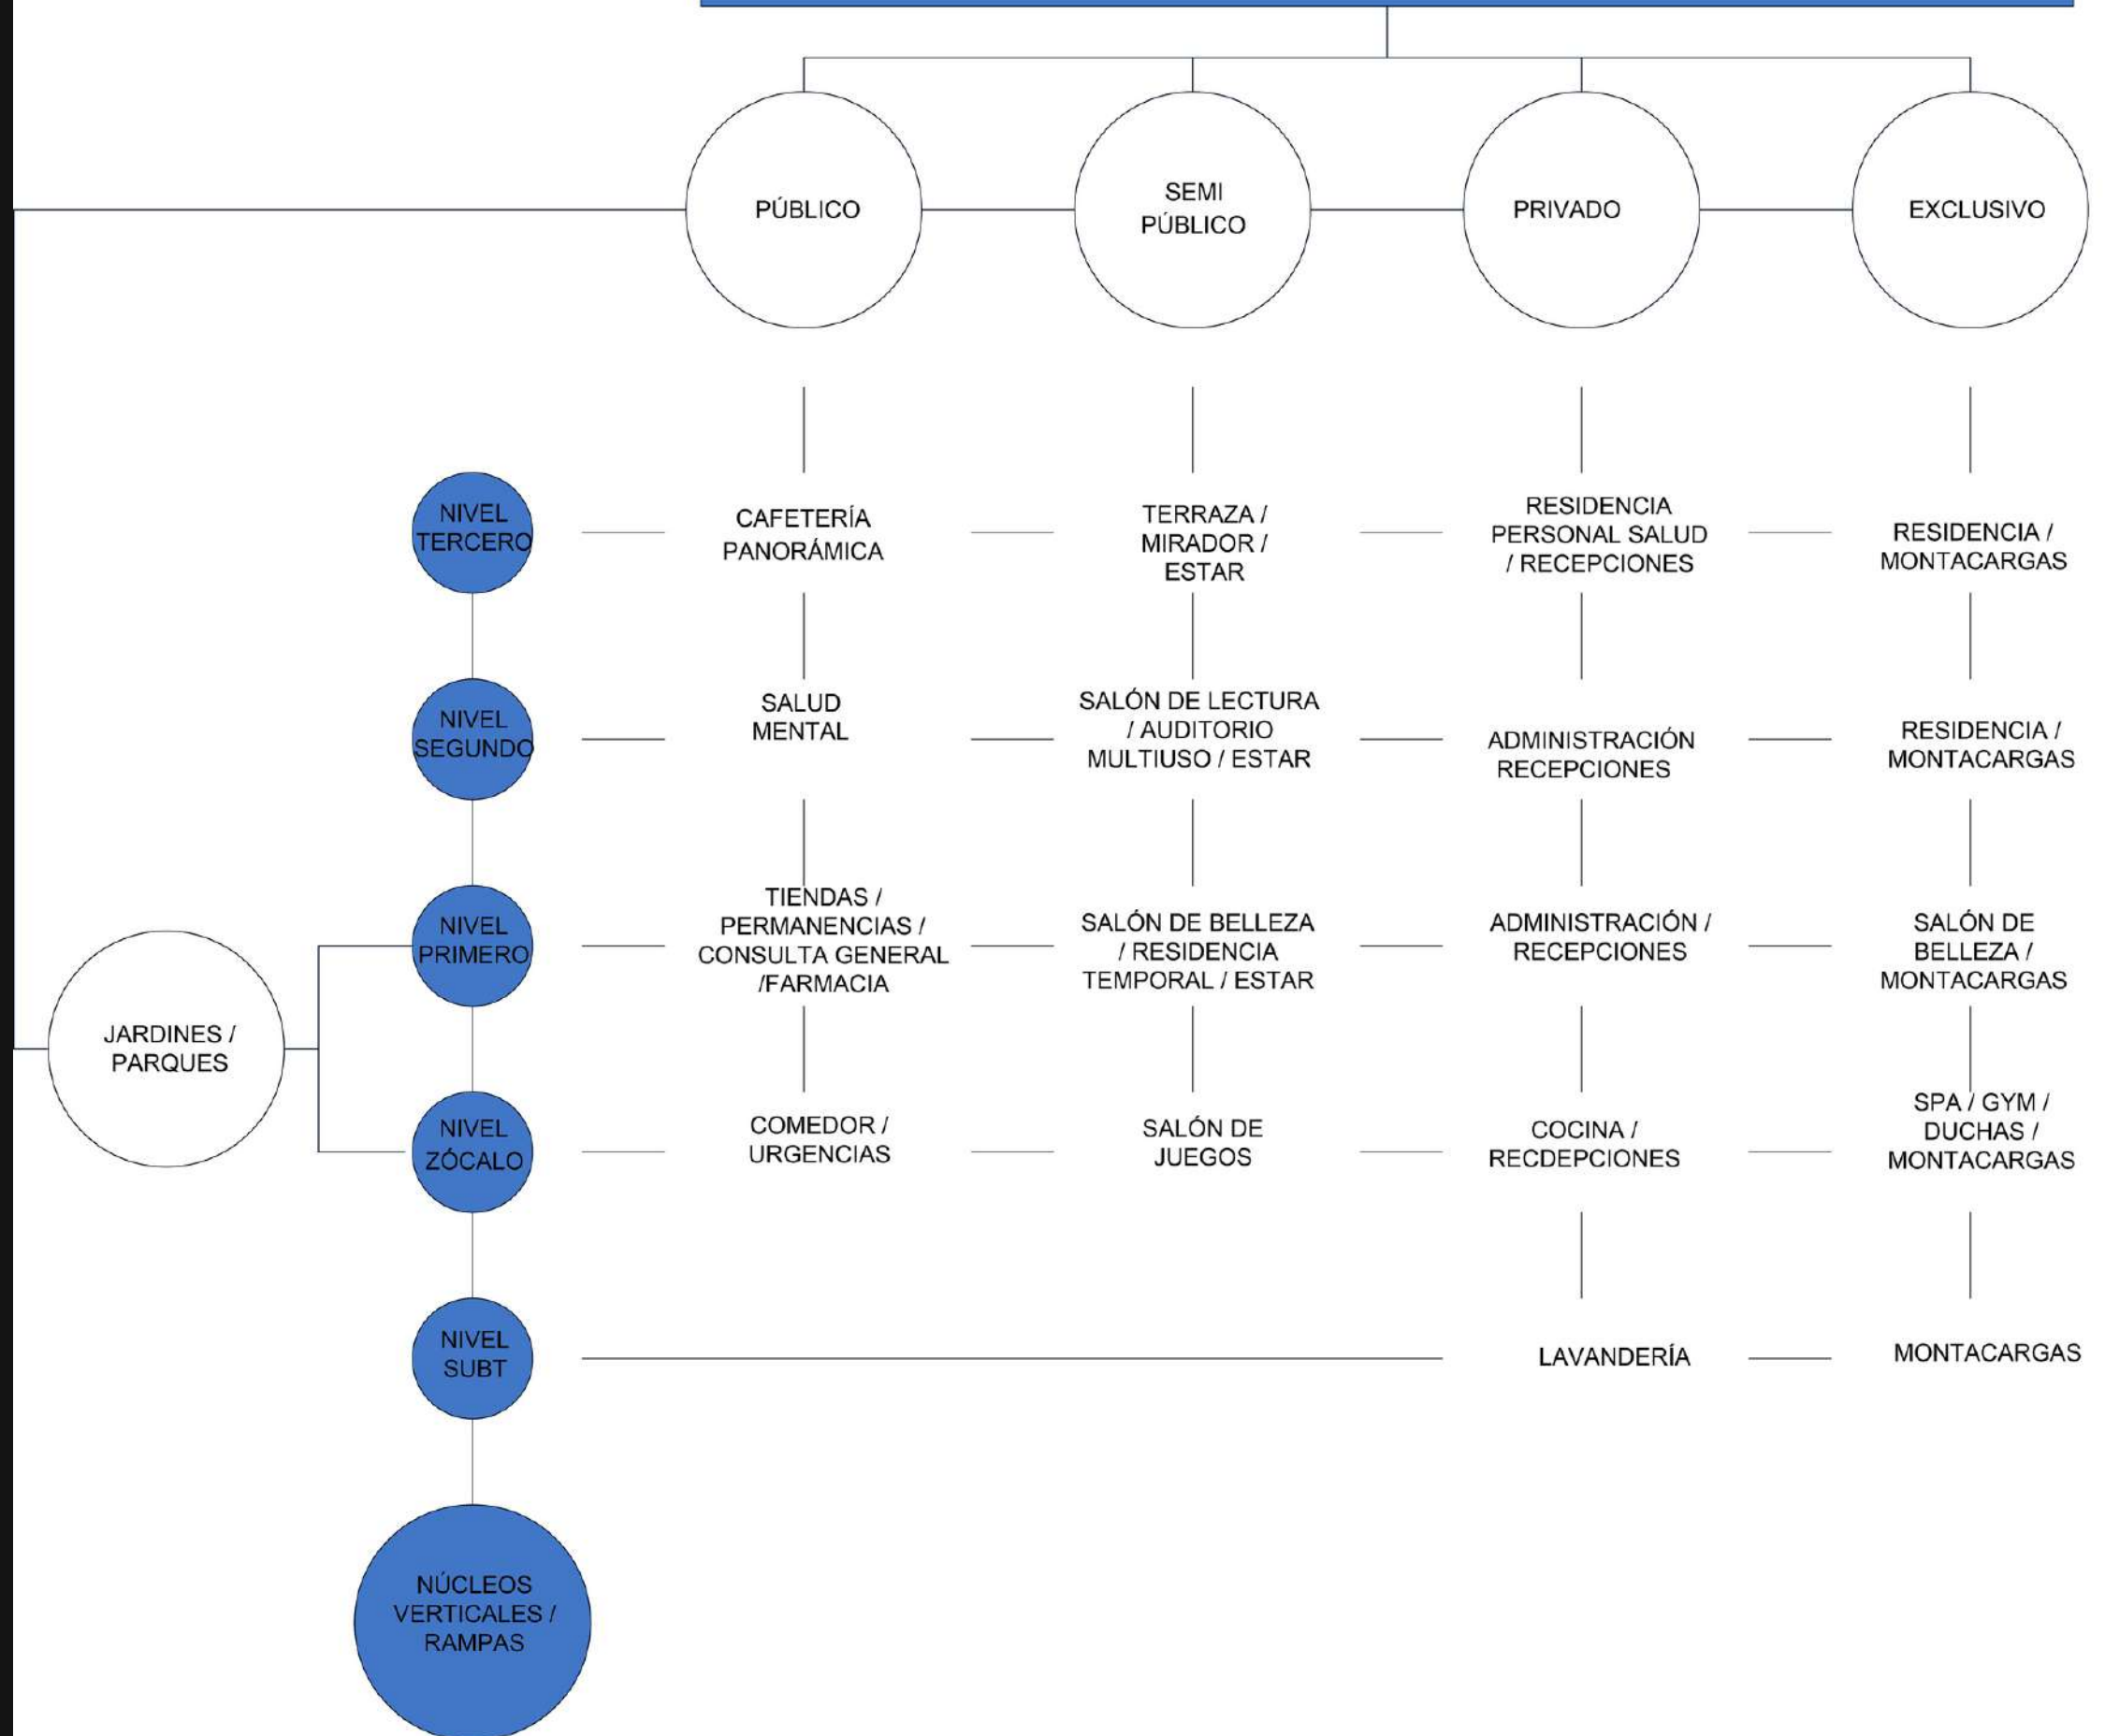 PÚBLICO
SEMI
PÚBLICO
PRIVADO
EXCLUSIVO
NIVEL
TERCERO
CAFETERÍA
PANORÁMICA
TERRAZA /
MIRADOR /
ESTAR
RESIDENCIA
PERSONAL SALUD
/ RECEPCIONES
RESIDENCIA /
MONTACARGAS
NIVEL
SEGUNDO
SALUD
MENTAL
SALÓN DE LECTURA
/ AUDITORIO
MULTIUSO / ESTAR
ADMINISTRACIÓN
RECEPCIONES
RESIDENCIA /
MONTACARGAS
NIVEL
PRIMERO
TIENDAS /
PERMANENCIAS /
CONSULTA GENERAL
/FARMACIA
SALÓN DE BELLEZA
/ RESIDENCIA
TEMPORAL / ESTAR
ADMINISTRACIÓN /
RECEPCIONES
SALÓN DE
BELLEZA /
MONTACARGAS
JARDINES /
PARQUES
NIVEL
ZÓCALO
COMEDOR /
URGENCIAS
SALÓN DE
JUEGOS
COCINA /
RECDEPCIONES
SPA / GYM /
DUCHAS /
MONTACARGAS
NIVEL
SUBT
LAVANDERÍA
MONTACARGAS
NÚCLEOS
VERTICALES /
RAMPAS